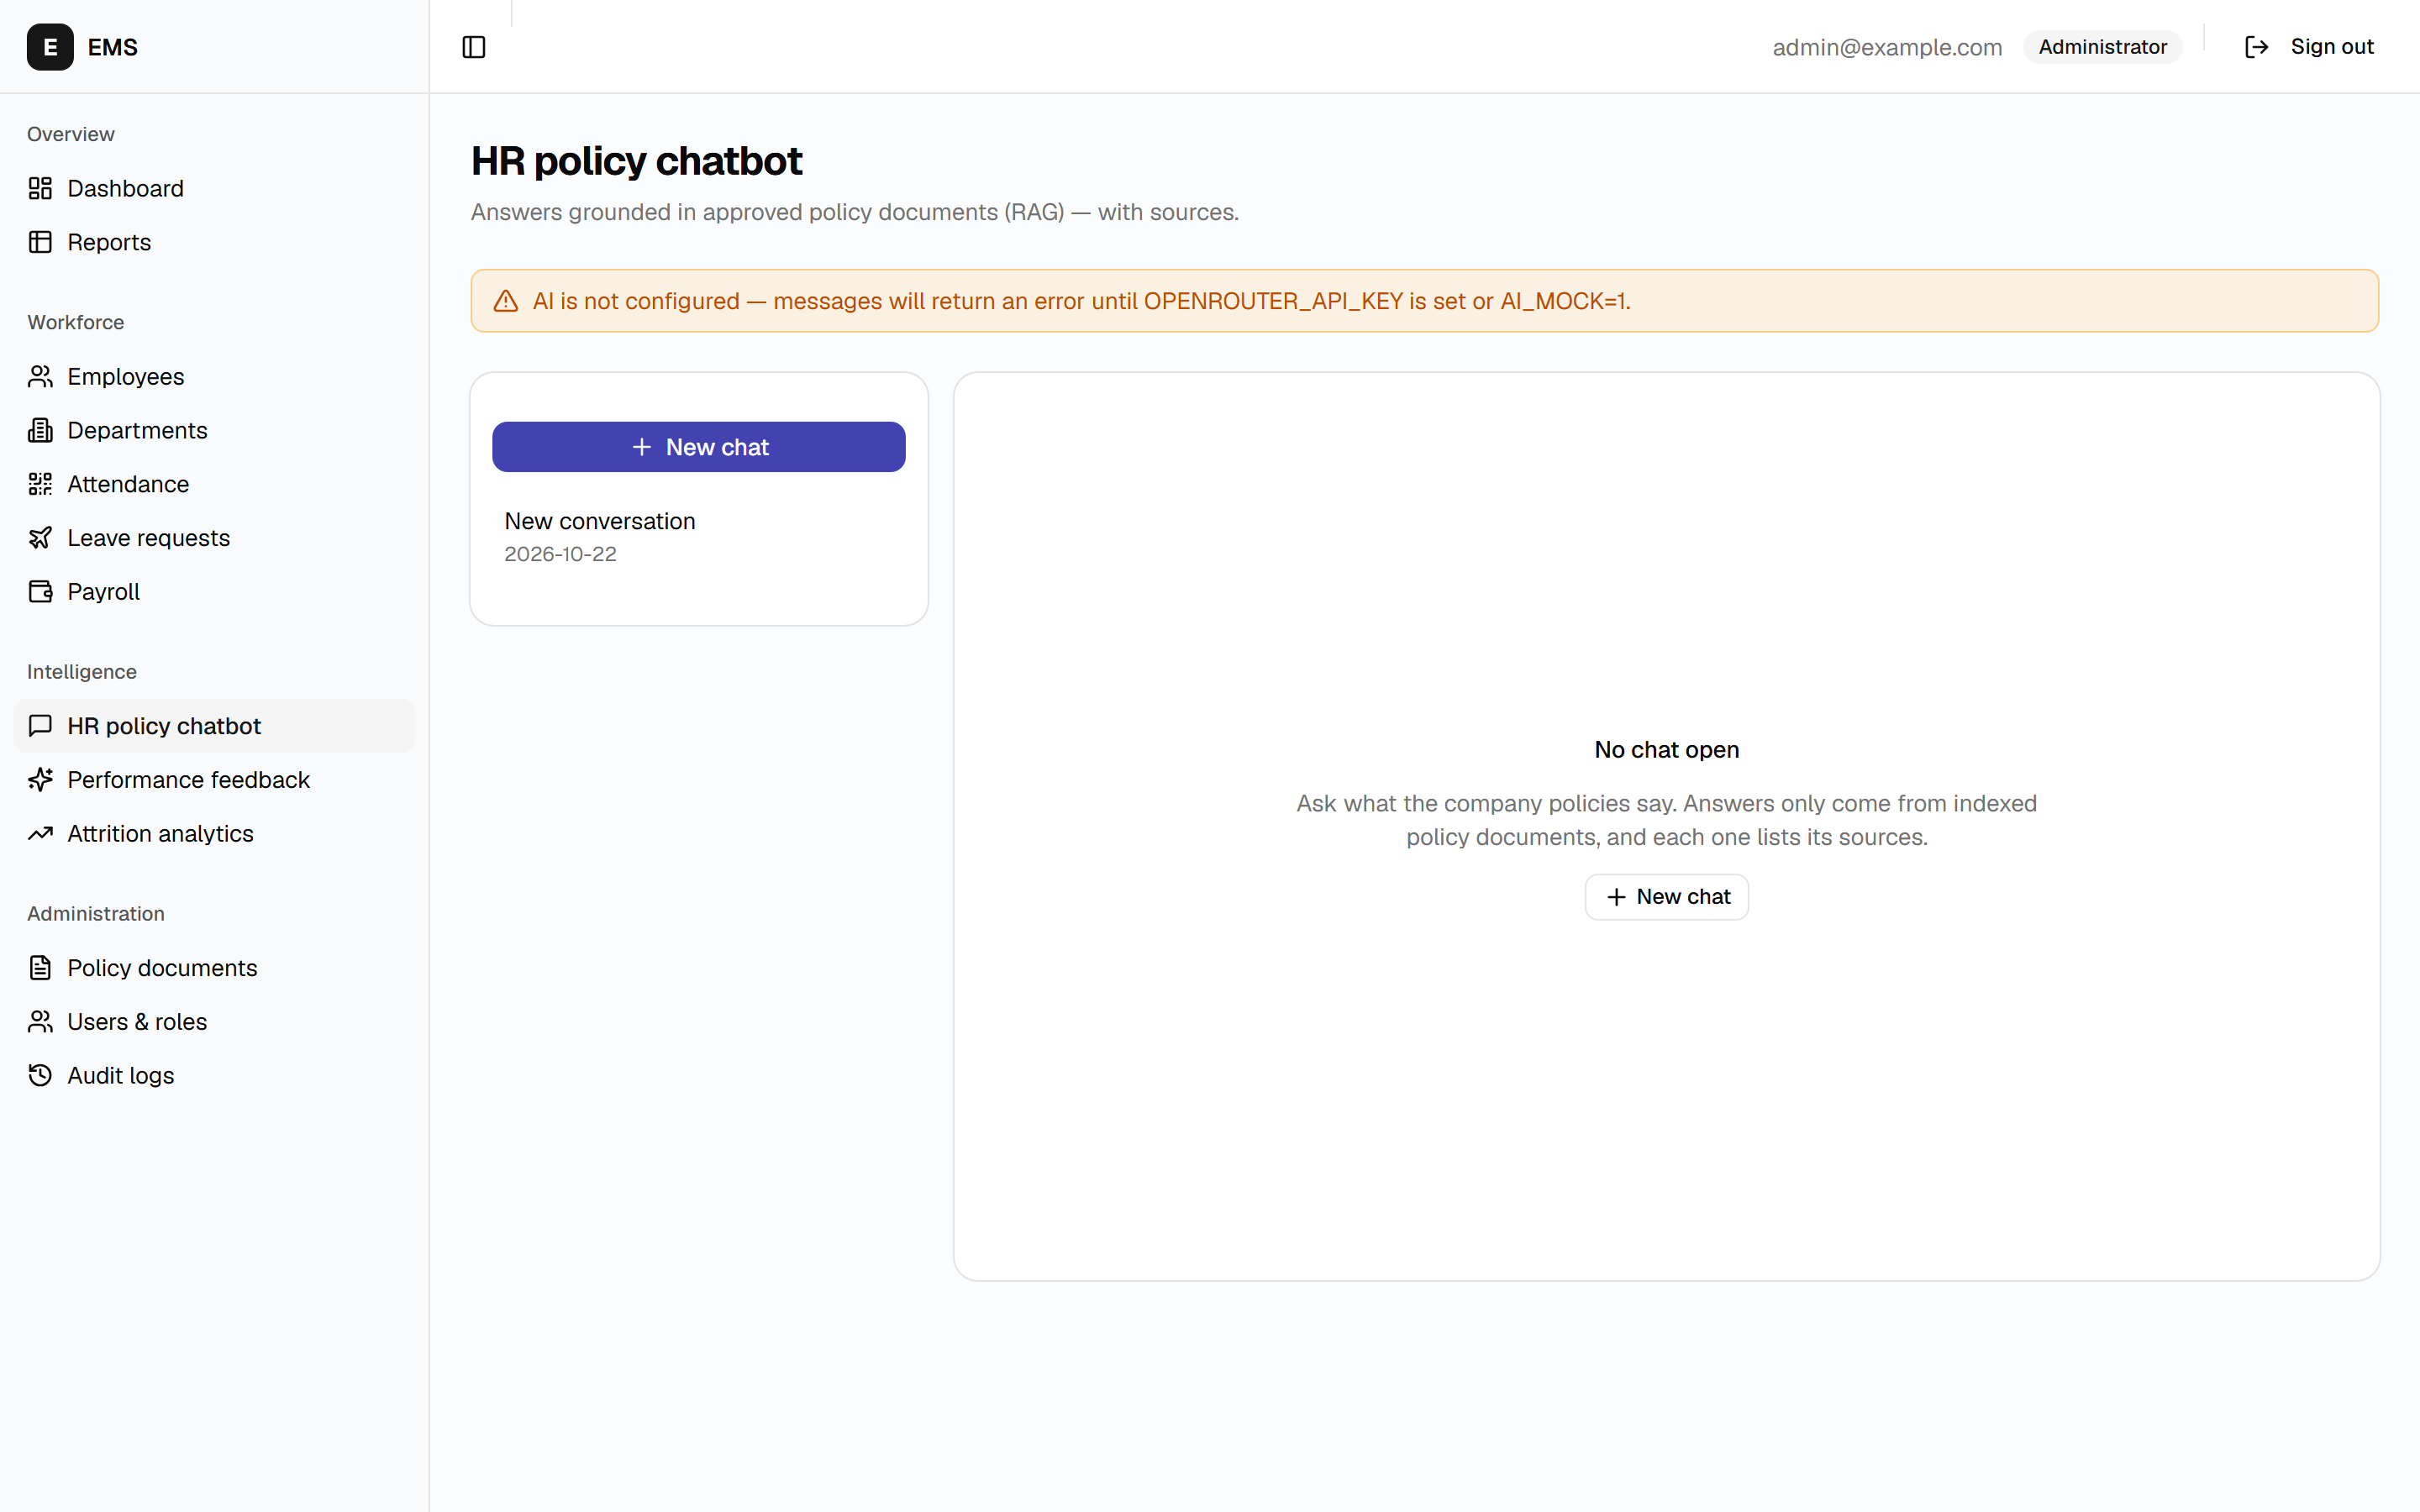 E EMS
admin@example.com Administrator Sign out
Overview
Dashboard
Reports
Workforce
Employees
Departments
Attendance
Leave requests
Payroll
Intelligence
HR policy chatbot
Performance feedback
Attrition analytics
Administration
Policy documents
Users & roles
Audit logs
HR policy chatbot
Answers grounded in approved policy documents (RAG) — with sources.
AI is not configured — messages will return an error until OPENROUTER_API_KEY is set or AI_MOCK=1.
New chat
New conversation
2026-10-22
No chat open
Ask what the company policies say. Answers only come from indexed
policy documents, and each one lists its sources.
New chat